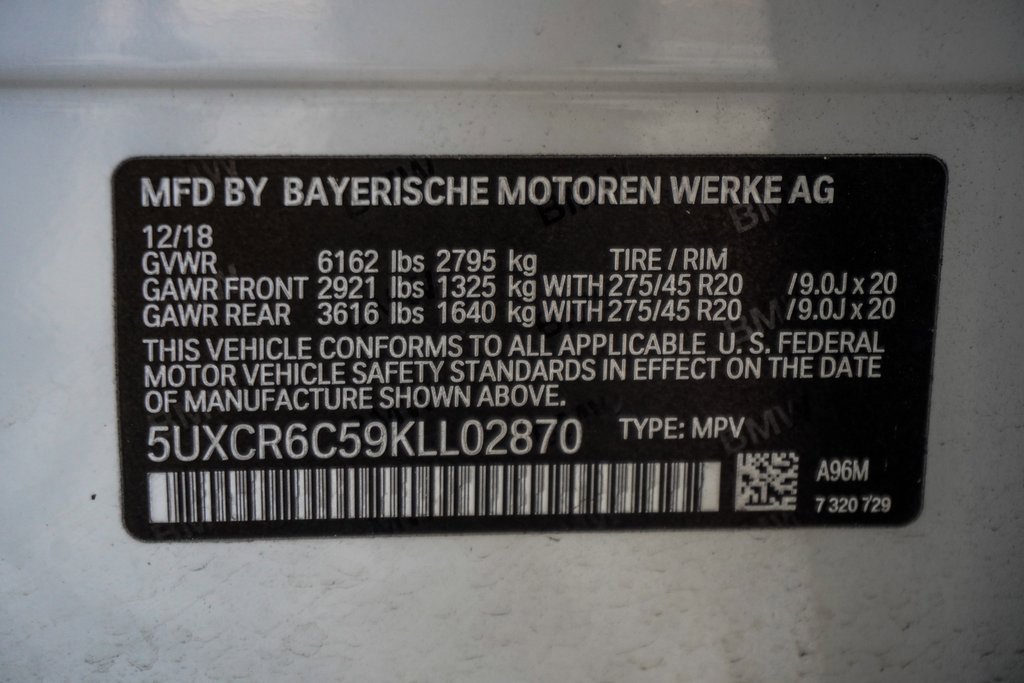 MFD BY BAYERISCHE MOTOREN WERKE AG
12/18
GVWR 6162 lbs 2795 kg TIRE / RIM
GAWR FRONT 2921 lbs 1325 kg WITH 275/45 R20 /9.0J x 20
GAWR REAR 3616 lbs 1640 kg WITH 275/45 R20 /9.0J x 20
THIS VEHICLE CONFORMS TO ALL APPLICABLE U. S. FEDERAL
MOTOR VEHICLE SAFETY STANDARDS IN EFFECT ON THE DATE
OF MANUFACTURE SHOWN ABOVE.
5UXCR6C59KLL02870 TYPE: MPV
A96M
7 320 729